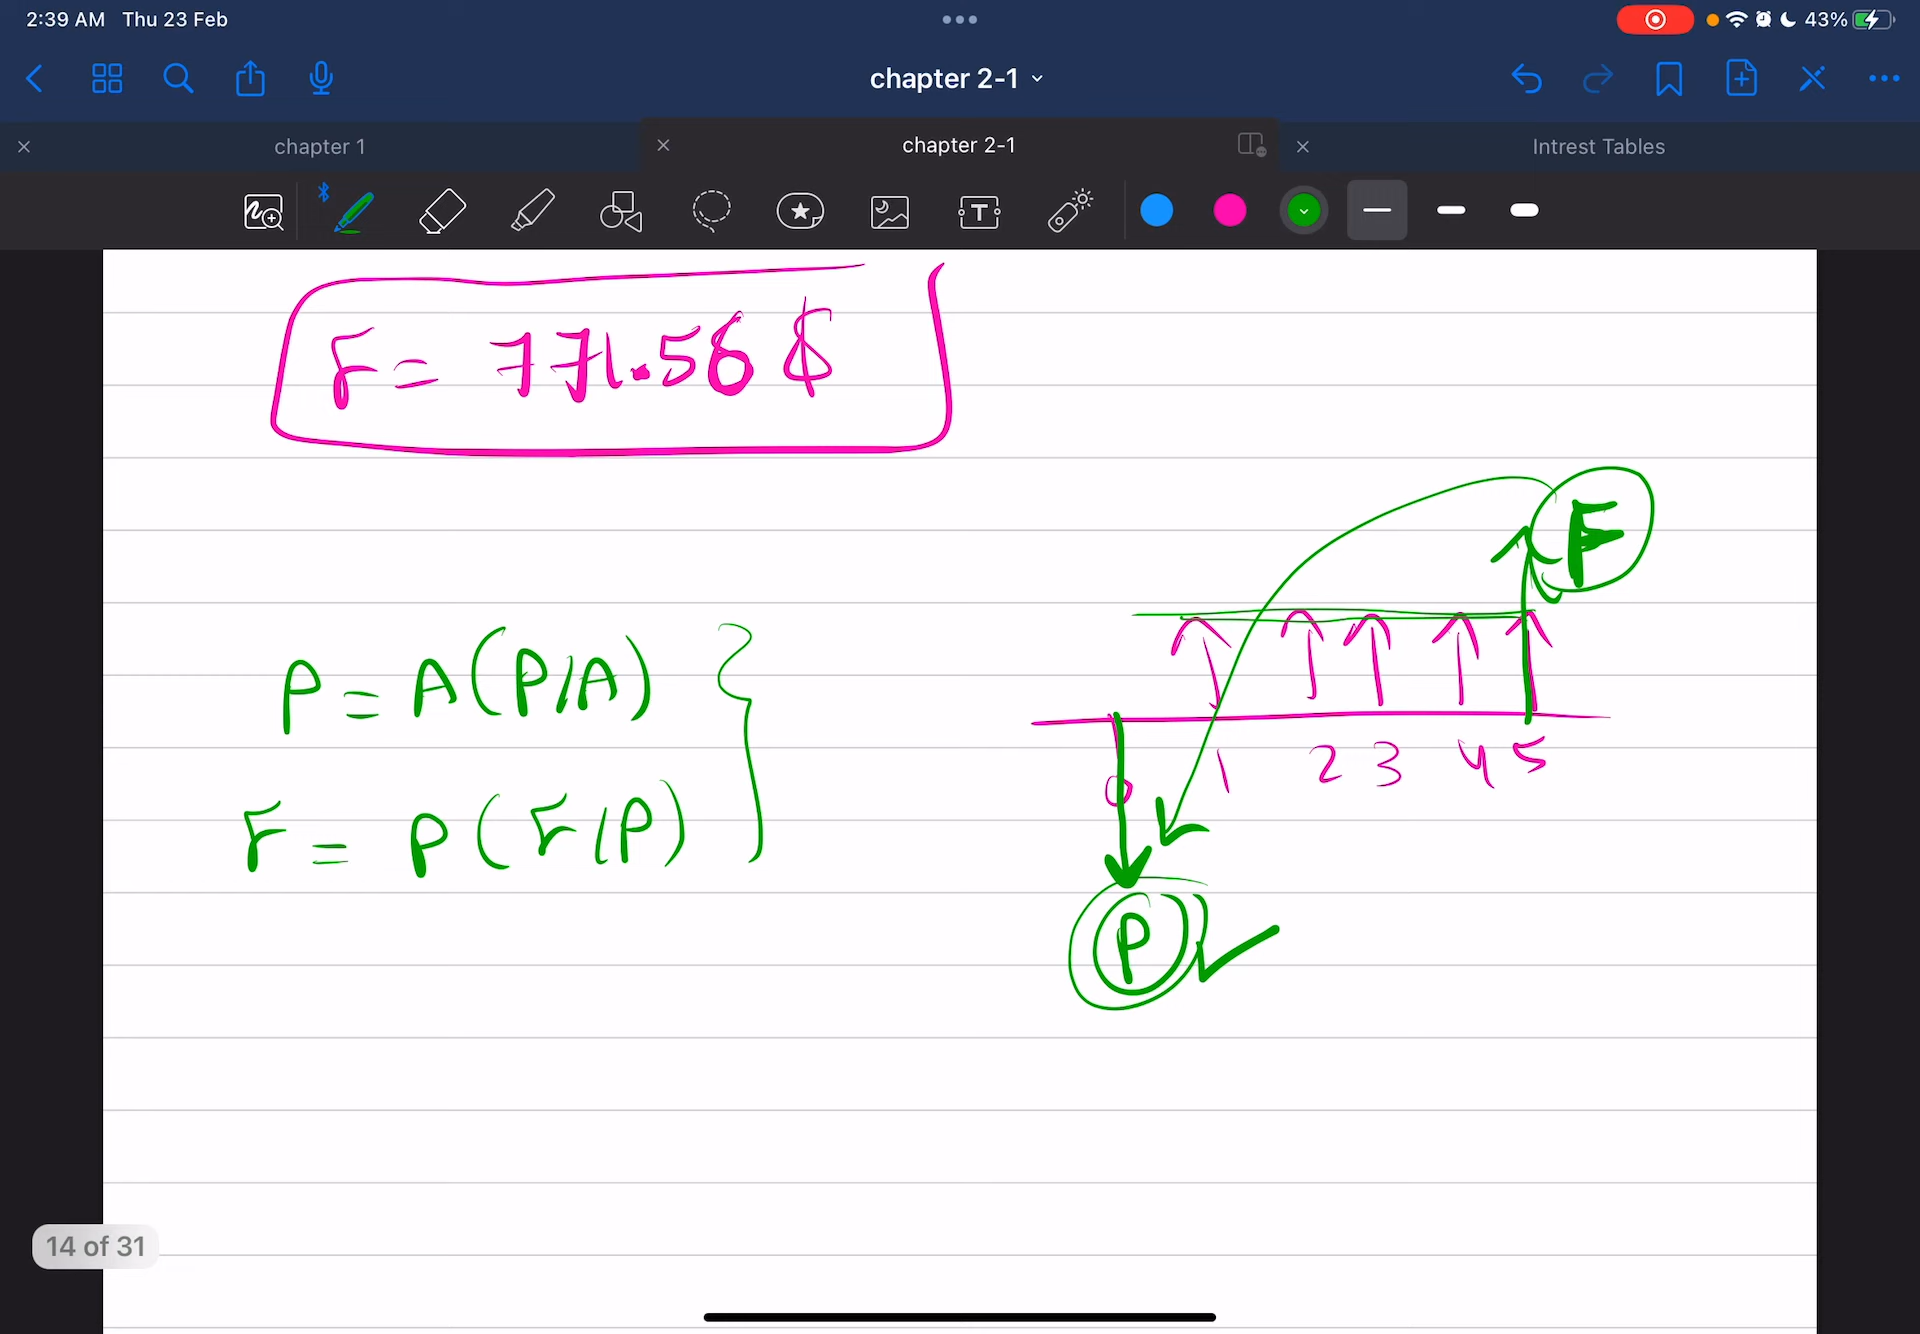 2:39 AM Thu 23 Feb
43%
chapter 2-1
chapter 1
chapter 2-1
Intrest Tables
T
F = 771.56 $
F
P = A(P/A)
0 1 2 3 4 5
F = P(F/P)
P
14 of 31